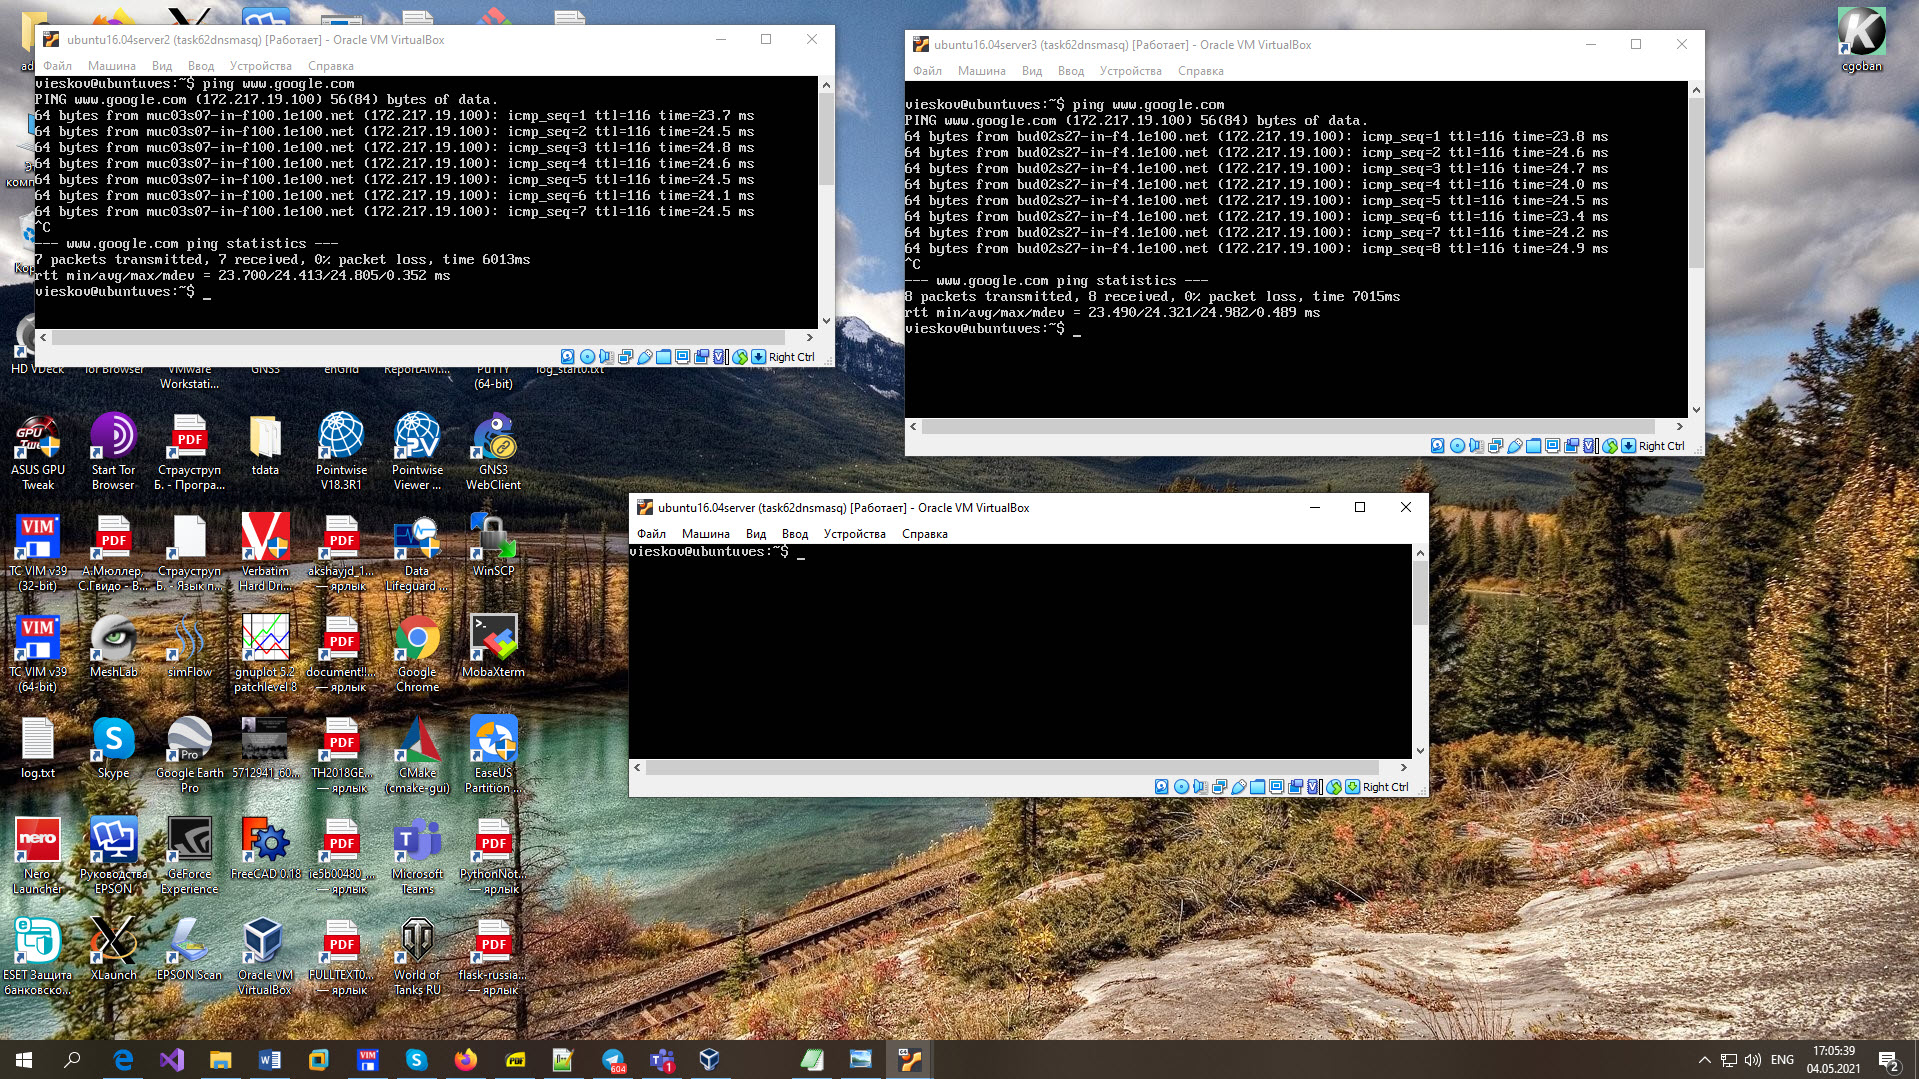 ubuntu16.04server2 (task62dnsmasq) [Работает] - Oracle VM VirtualBox
Файл Машина Вид Ввод Устройства Справка
vieskov@ubuntuves:~$ ping www.google.com
PING www.google.com (172.217.19.100) 56(84) bytes of data.
64 bytes from muc03s07-in-f100.1e100.net (172.217.19.100): icmp_seq=1 ttl=116 time=23.7 ms
64 bytes from muc03s07-in-f100.1e100.net (172.217.19.100): icmp_seq=2 ttl=116 time=24.5 ms
64 bytes from muc03s07-in-f100.1e100.net (172.217.19.100): icmp_seq=3 ttl=116 time=24.8 ms
64 bytes from muc03s07-in-f100.1e100.net (172.217.19.100): icmp_seq=4 ttl=116 time=24.6 ms
64 bytes from muc03s07-in-f100.1e100.net (172.217.19.100): icmp_seq=5 ttl=116 time=24.5 ms
64 bytes from muc03s07-in-f100.1e100.net (172.217.19.100): icmp_seq=6 ttl=116 time=24.1 ms
64 bytes from muc03s07-in-f100.1e100.net (172.217.19.100): icmp_seq=7 ttl=116 time=24.5 ms
^C
--- www.google.com ping statistics ---
7 packets transmitted, 7 received, 0% packet loss, time 6013ms
rtt min/avg/max/mdev = 23.700/24.413/24.805/0.352 ms
vieskov@ubuntuves:~$ _
Right Ctrl
ubuntu16.04server3 (task62dnsmasq) [Работает] - Oracle VM VirtualBox
Файл Машина Вид Ввод Устройства Справка
vieskov@ubuntuves:~$ ping www.google.com
PING www.google.com (172.217.19.100) 56(84) bytes of data.
64 bytes from bud02s27-in-f4.1e100.net (172.217.19.100): icmp_seq=1 ttl=116 time=23.8 ms
64 bytes from bud02s27-in-f4.1e100.net (172.217.19.100): icmp_seq=2 ttl=116 time=24.6 ms
64 bytes from bud02s27-in-f4.1e100.net (172.217.19.100): icmp_seq=3 ttl=116 time=24.7 ms
64 bytes from bud02s27-in-f4.1e100.net (172.217.19.100): icmp_seq=4 ttl=116 time=24.0 ms
64 bytes from bud02s27-in-f4.1e100.net (172.217.19.100): icmp_seq=5 ttl=116 time=24.5 ms
64 bytes from bud02s27-in-f4.1e100.net (172.217.19.100): icmp_seq=6 ttl=116 time=23.4 ms
64 bytes from bud02s27-in-f4.1e100.net (172.217.19.100): icmp_seq=7 ttl=116 time=24.2 ms
64 bytes from bud02s27-in-f4.1e100.net (172.217.19.100): icmp_seq=8 ttl=116 time=24.9 ms
^C
--- www.google.com ping statistics ---
8 packets transmitted, 8 received, 0% packet loss, time 7015ms
rtt min/avg/max/mdev = 23.490/24.321/24.982/0.489 ms
vieskov@ubuntuves:~$ _
Right Ctrl
cgoban
ubuntu16.04server (task62dnsmasq) [Работает] - Oracle VM VirtualBox
Файл Машина Вид Ввод Устройства Справка
vieskov@ubuntuves:~$ _
Right Ctrl
HD VDeck
Tor Browser
VMware
Workstati...
GNS3
enGrid
ReportAM...
PuTTY
(64-bit)
log_start0.txt
ASUS GPU
Tweak
Start Tor
Browser
PDF
Страуструп
Б. - Програ...
tdata
Pointwise
V18.3R1
PV
Pointwise
Viewer ...
GNS3
WebClient
VIM
TC VIM v39
(32-bit)
PDF
А.Мюллер,
С.Гвидо - В...
Страуструп
Б. - Язык п...
Verbatim
Hard Dri...
PDF
akshayjd_1...
— ярлык
Data
Lifeguard ...
WinSCP
VIM
TC VIM v39
(64-bit)
MeshLab
simFlow
gnuplot 5.2
patchlevel 8
PDF
document!!...
— ярлык
Google
Chrome
MobaXterm
log.txt
Skype
Pro
Google Earth
Pro
5712941_60...
PDF
TH2018GE...
— ярлык
CMake
(cmake-gui)
EaseUS
Partition ...
nero
Nero
Launcher
Руководства
EPSON
GeForce
Experience
FreeCAD 0.18
PDF
ie5b00480_...
— ярлык
Microsoft
Teams
PDF
PythonNot...
— ярлык
ESET Защита
банковско...
XLaunch
EPSON Scan
Oracle VM
VirtualBox
PDF
FULLTEXT0...
— ярлык
World of
Tanks RU
PDF
flask-russia...
— ярлык
VIM
PDF
604
1
ENG
17:05:39
04.05.2021
2